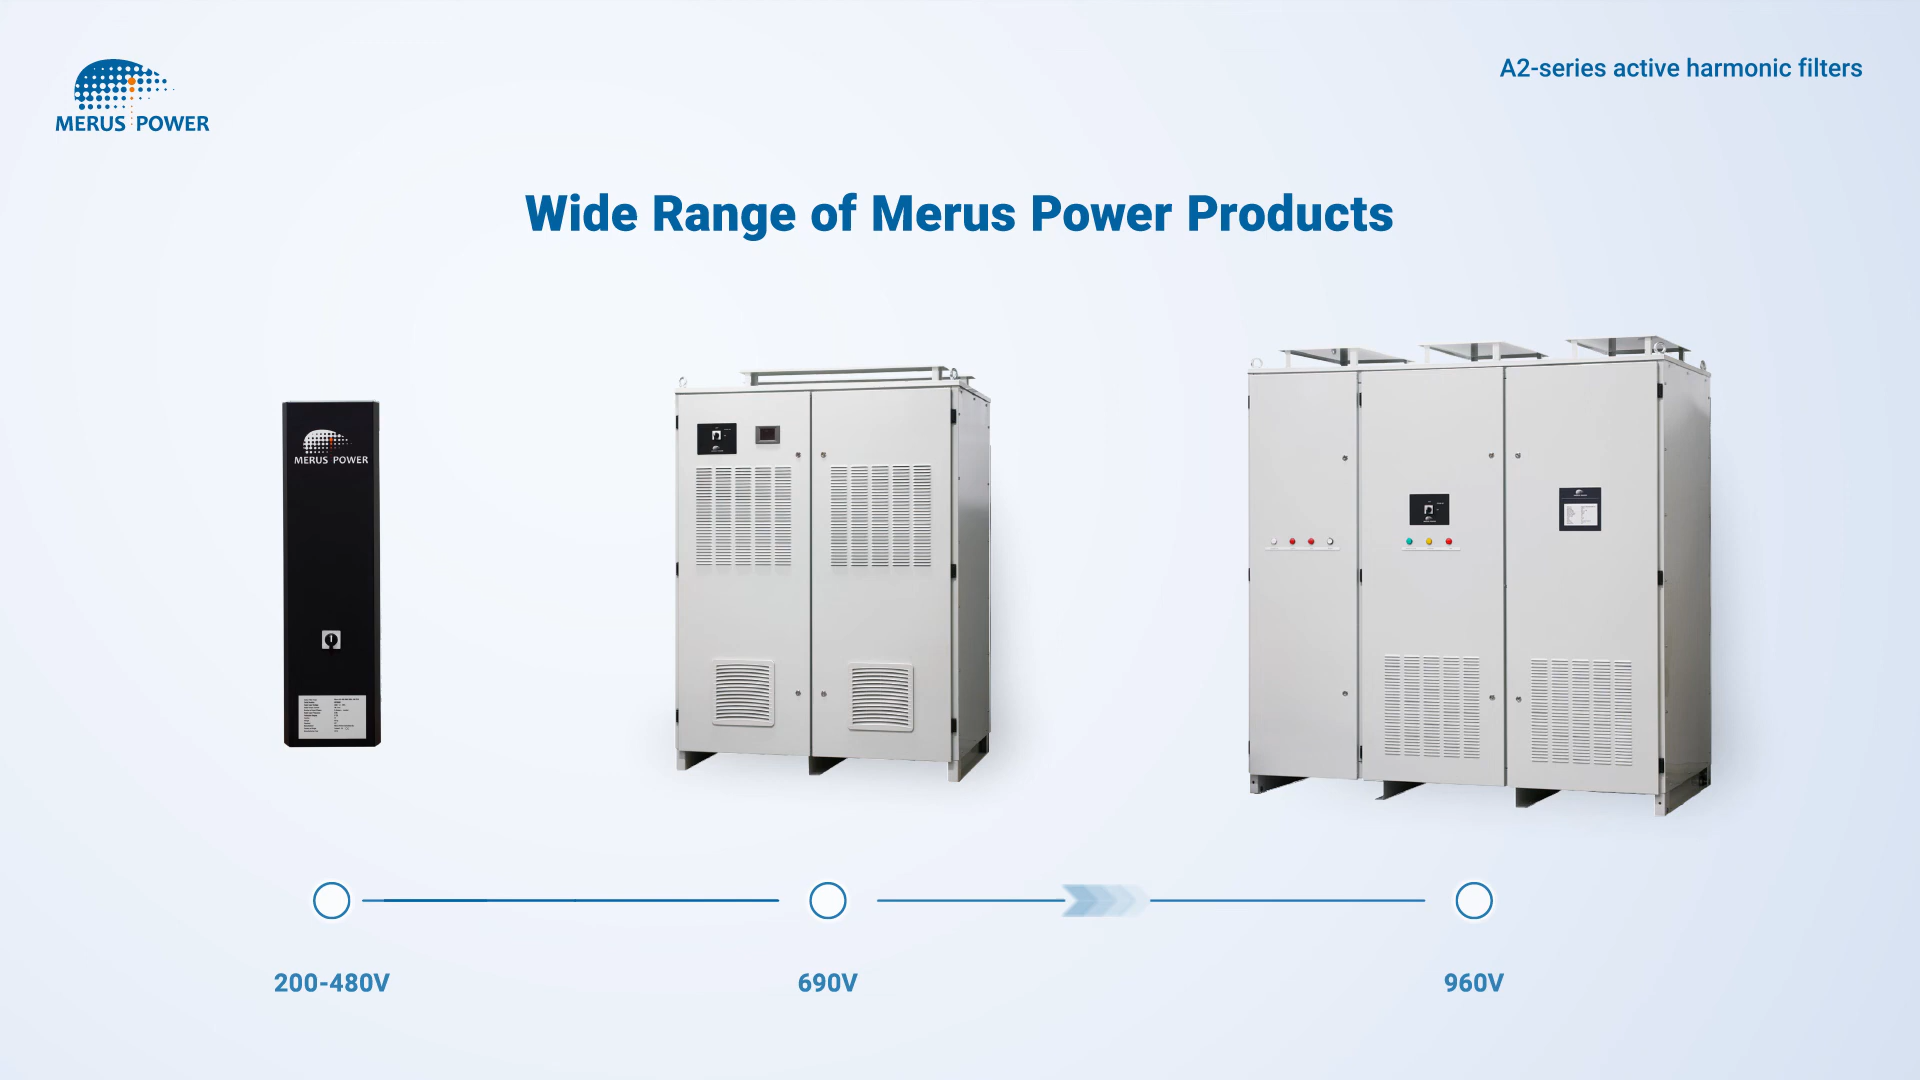 MERUS POWER
A2-series active harmonic filters
Wide Range of Merus Power Products
MERUS POWER
200-480V
690V
960V